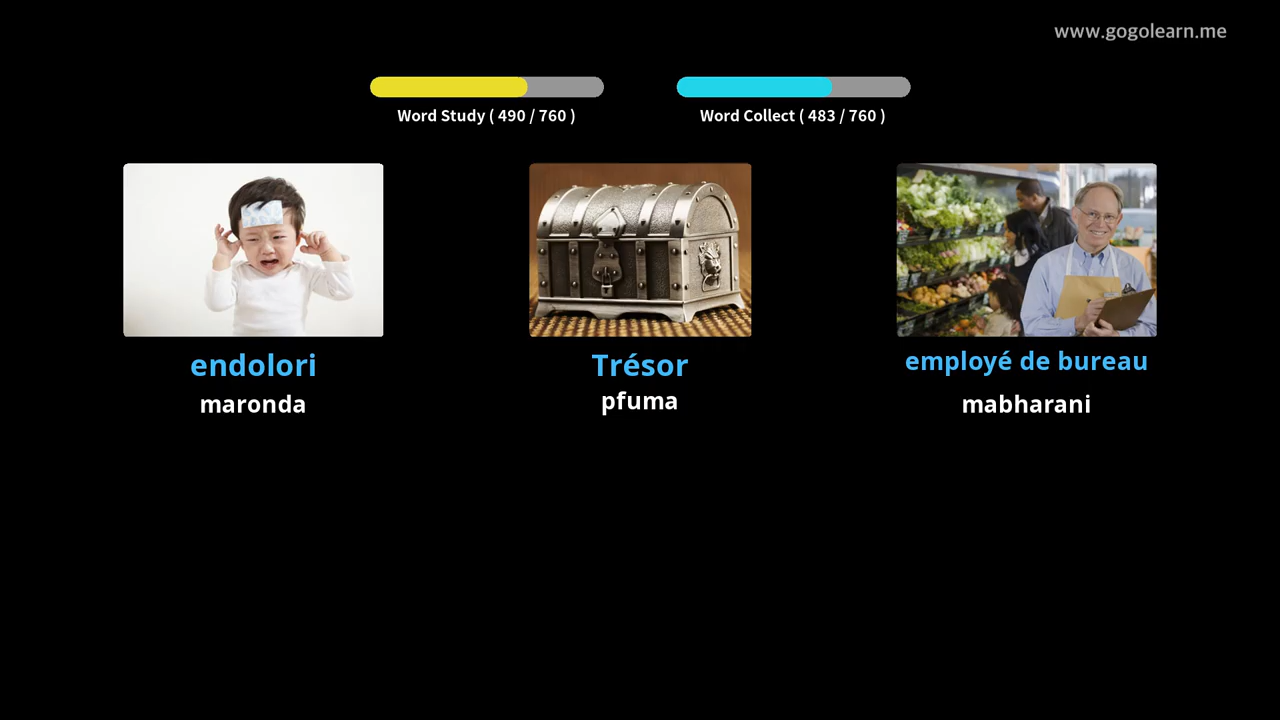 www.gogolearn.me
Word Study ( 490 / 760 )
Word Collect ( 483 / 760 )
endolori
maronda
Trésor
pfuma
employé de bureau
mabharani